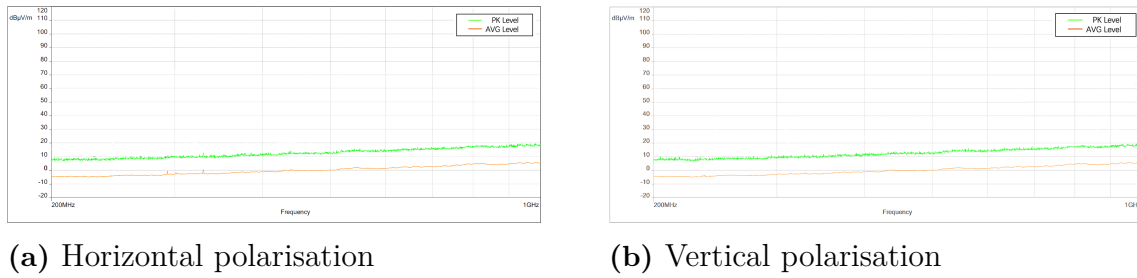 120
dBµV/m
110
100
90
80
70
60
50
40
30
20
10
0
-10
-20
200MHz
Frequency
1GHz
PK Level
AVG Level
(a) Horizontal polarisation
120
dBµV/m
110
100
90
80
70
60
50
40
30
20
10
0
-10
-20
200MHz
Frequency
1GH
PK Level
AVG Level
(b) Vertical polarisation